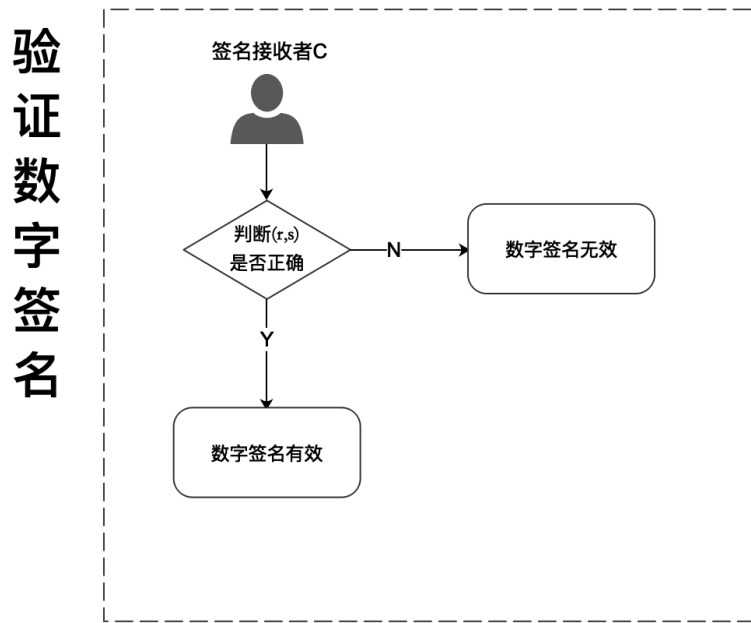 验证数字签名
签名接收者C
判断(r,s)
是否正确
N
数字签名无效
Y
数字签名有效